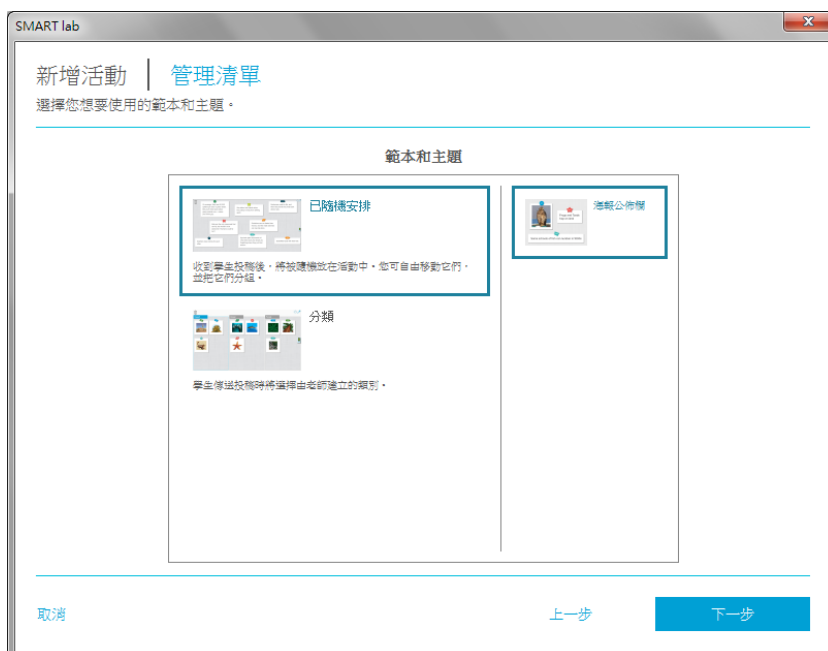 SMART lab
新增活動 管理清單
選擇您想要使用的範本和主題。
範本和主題
已隨機安排
收到學生投稿後，將被隨機放在活動中。您可自由移動它們，
並把它們分組。
分類
學生傳送投稿時將選擇由老師建立的類別。
海報公佈欄
取消
上一步
下一步